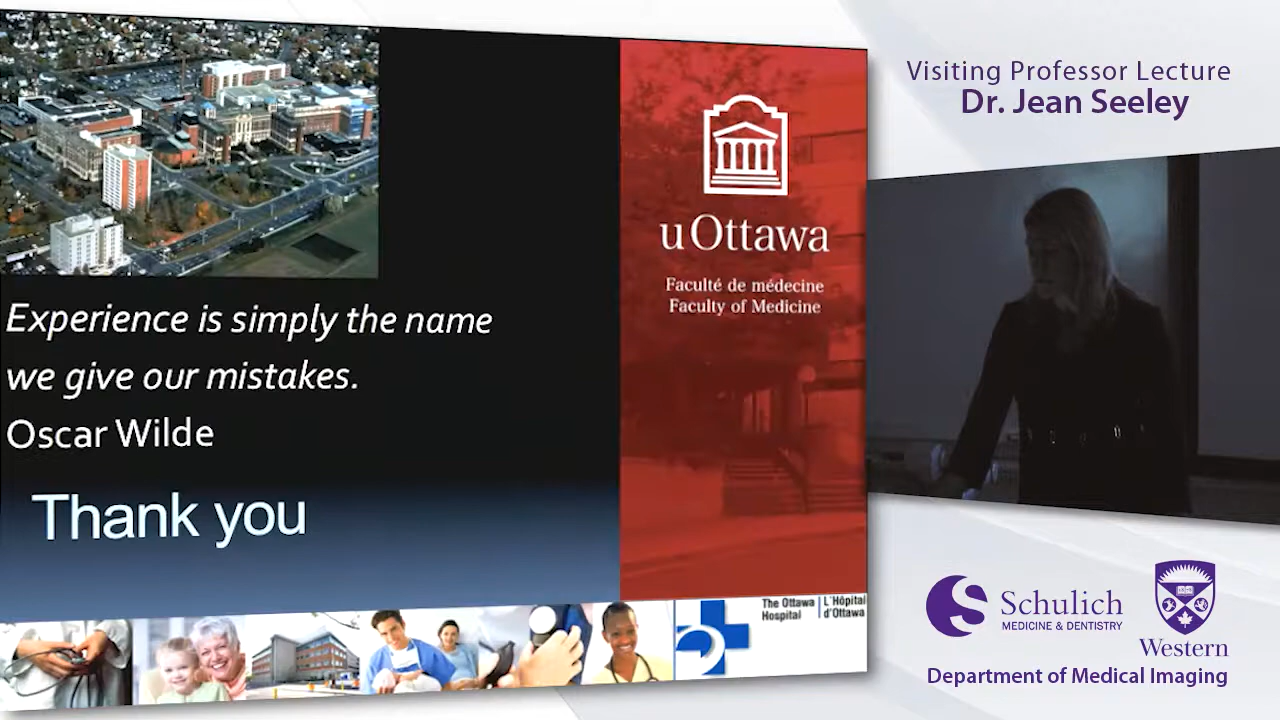 Visiting Professor Lecture
Dr. Jean Seeley
uOttawa
Faculté de médecine
Faculty of Medicine
Experience is simply the name
we give our mistakes.
Oscar Wilde
Thank you
The Ottawa Hospital
L'Hôpital d'Ottawa
Schulich
MEDICINE & DENTISTRY
Western
Department of Medical Imaging